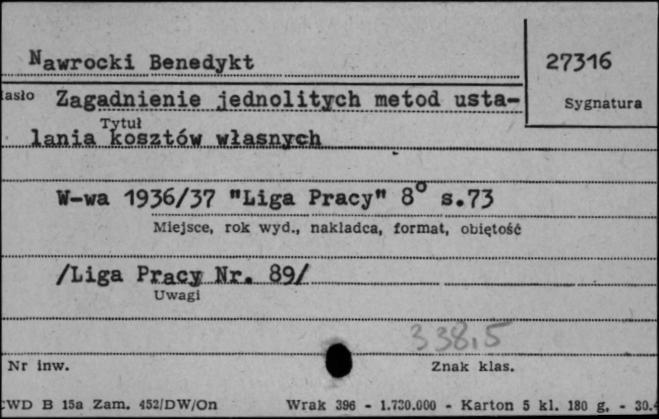 Nawrocki Benedykt
27316
Sygnatura
Zagadnienie jednolitych metod usta-
Tytuł
lania kosztów własnych
W-wa 1936/37 "Liga Pracy" 8° s.73
Miejsce, rok wyd., nakładca, format, obiętość
/Liga Pracy Nr. 89/
Uwagi
338,5
Nr inw.
Znak klas.
CWD B 15a Zam. 452/DW/On Wrak 396 - 1.720.000 - Karton 5 kl. 180 g. - 30.